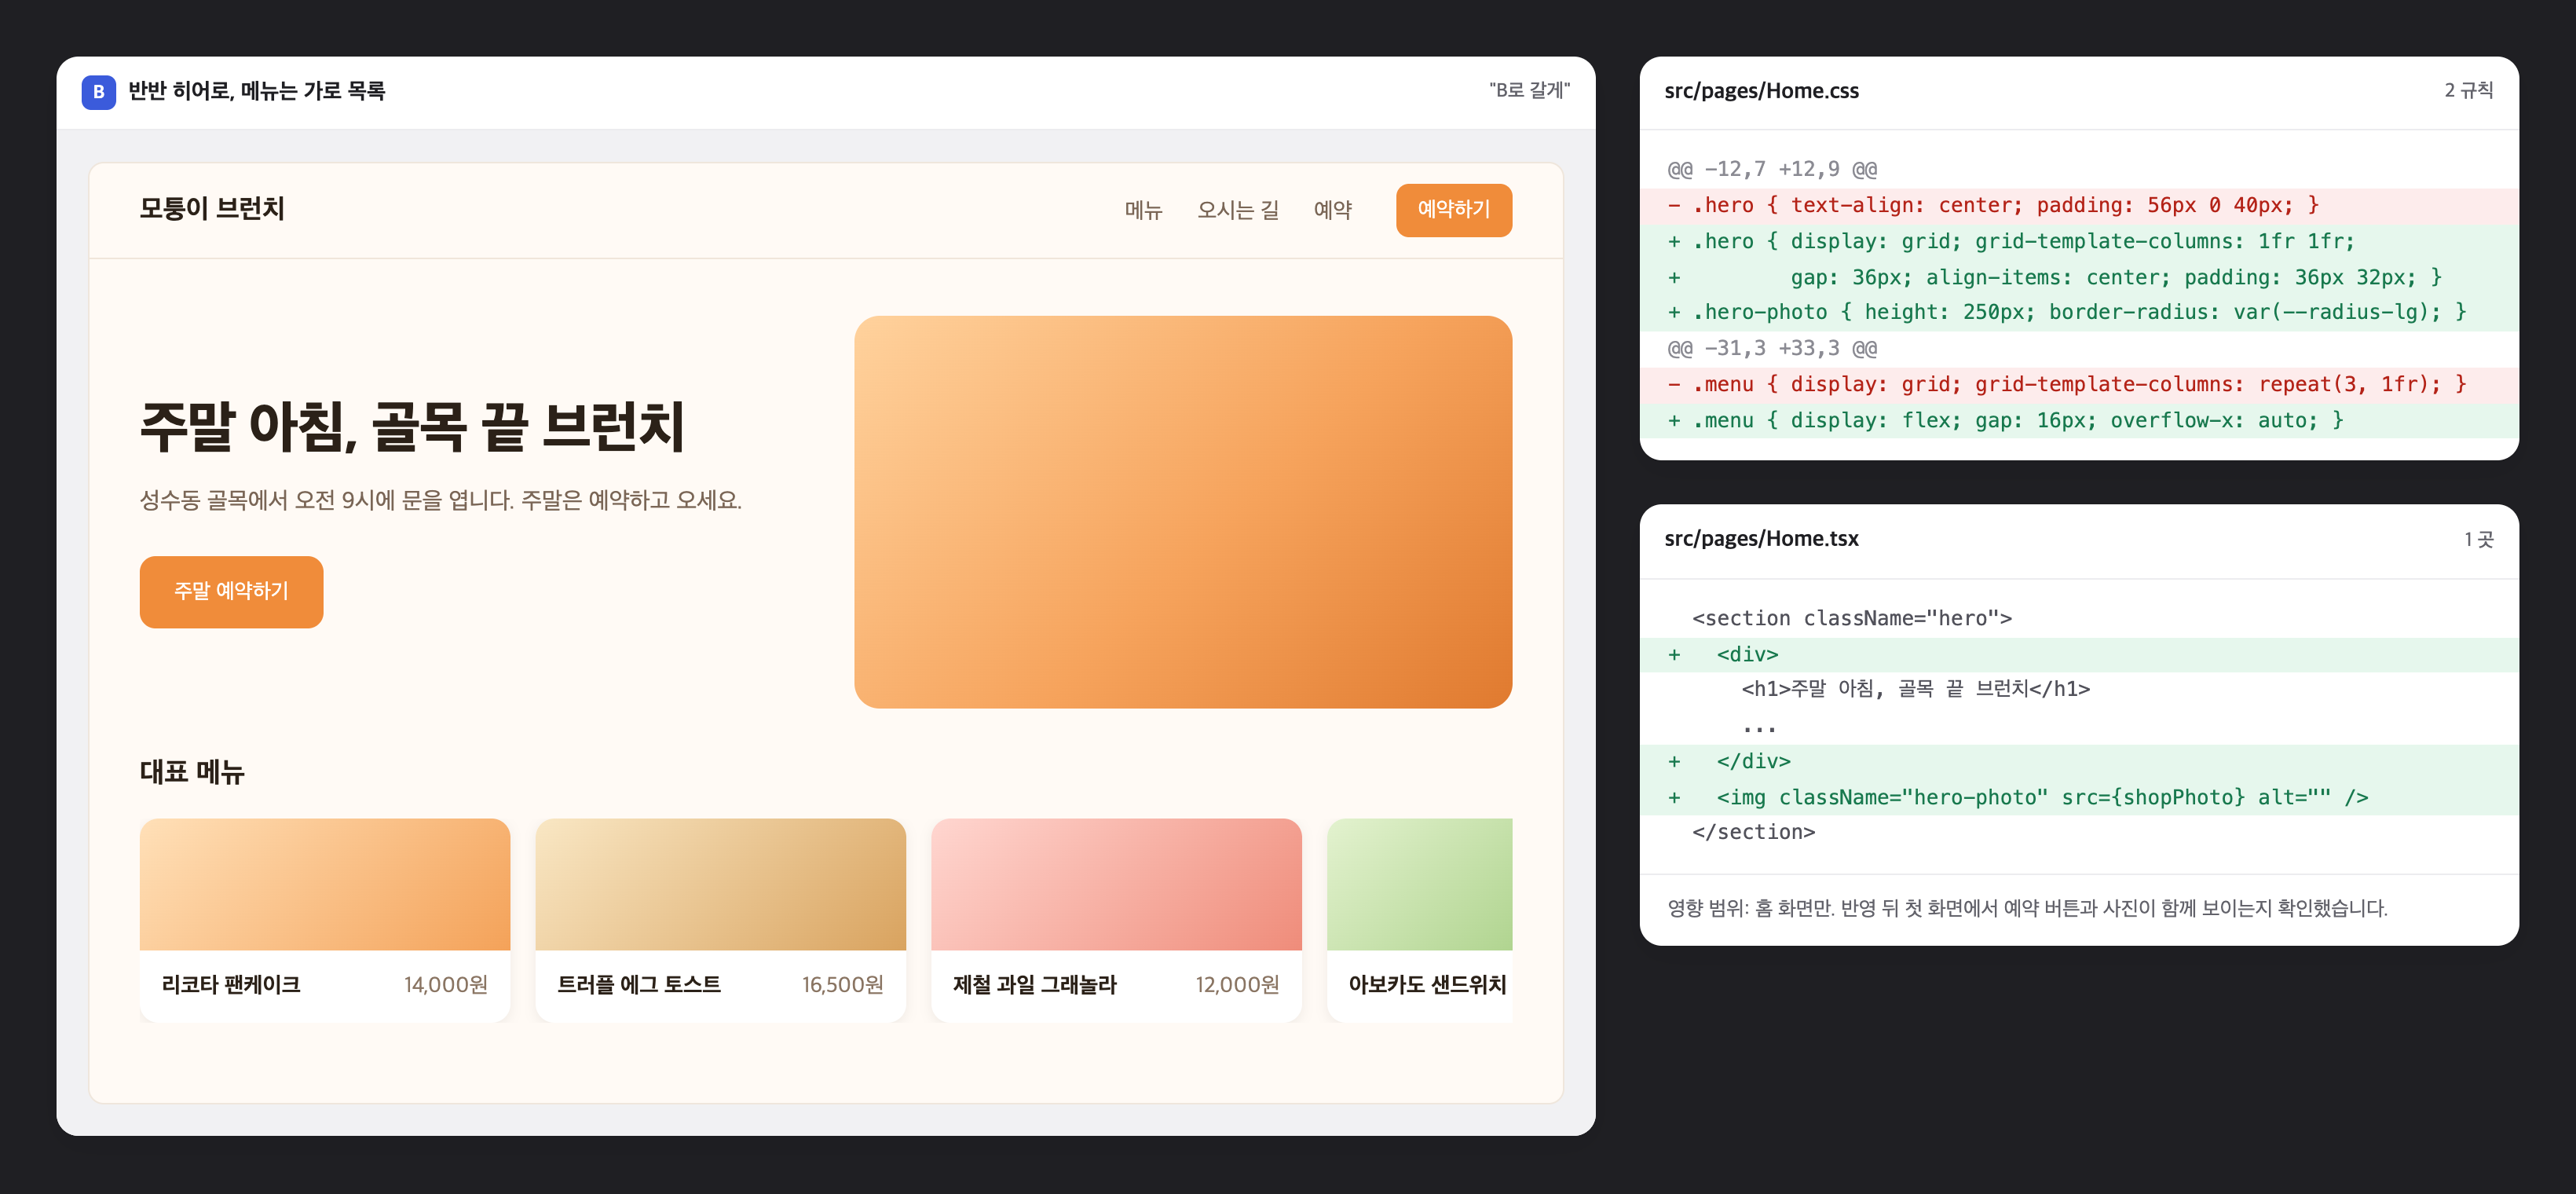 B 반반 히어로, 메뉴는 가로 목록 "B로 갈게"
모퉁이 브런치 메뉴 오시는 길 예약 예약하기
주말 아침, 골목 끝 브런치
성수동 골목에서 오전 9시에 문을 엽니다. 주말은 예약하고 오세요.
주말 예약하기
대표 메뉴
리코타 팬케이크 14,000원
트러플 에그 토스트 16,500원
제철 과일 그래놀라 12,000원
아보카도 샌드위치
src/pages/Home.css 2 규칙
@@ -12,7 +12,9 @@
- .hero { text-align: center; padding: 56px 0 40px; }
+ .hero { display: grid; grid-template-columns: 1fr 1fr;
+         gap: 36px; align-items: center; padding: 36px 32px; }
+ .hero-photo { height: 250px; border-radius: var(--radius-lg); }
@@ -31,3 +33,3 @@
- .menu { display: grid; grid-template-columns: repeat(3, 1fr); }
+ .menu { display: flex; gap: 16px; overflow-x: auto; }
src/pages/Home.tsx 1 곳
  <section className="hero">
+   <div>
      <h1>주말 아침, 골목 끝 브런치</h1>
      ...
+   </div>
+   <img className="hero-photo" src={shopPhoto} alt="" />
  </section>
영향 범위: 홈 화면만. 반영 뒤 첫 화면에서 예약 버튼과 사진이 함께 보이는지 확인했습니다.